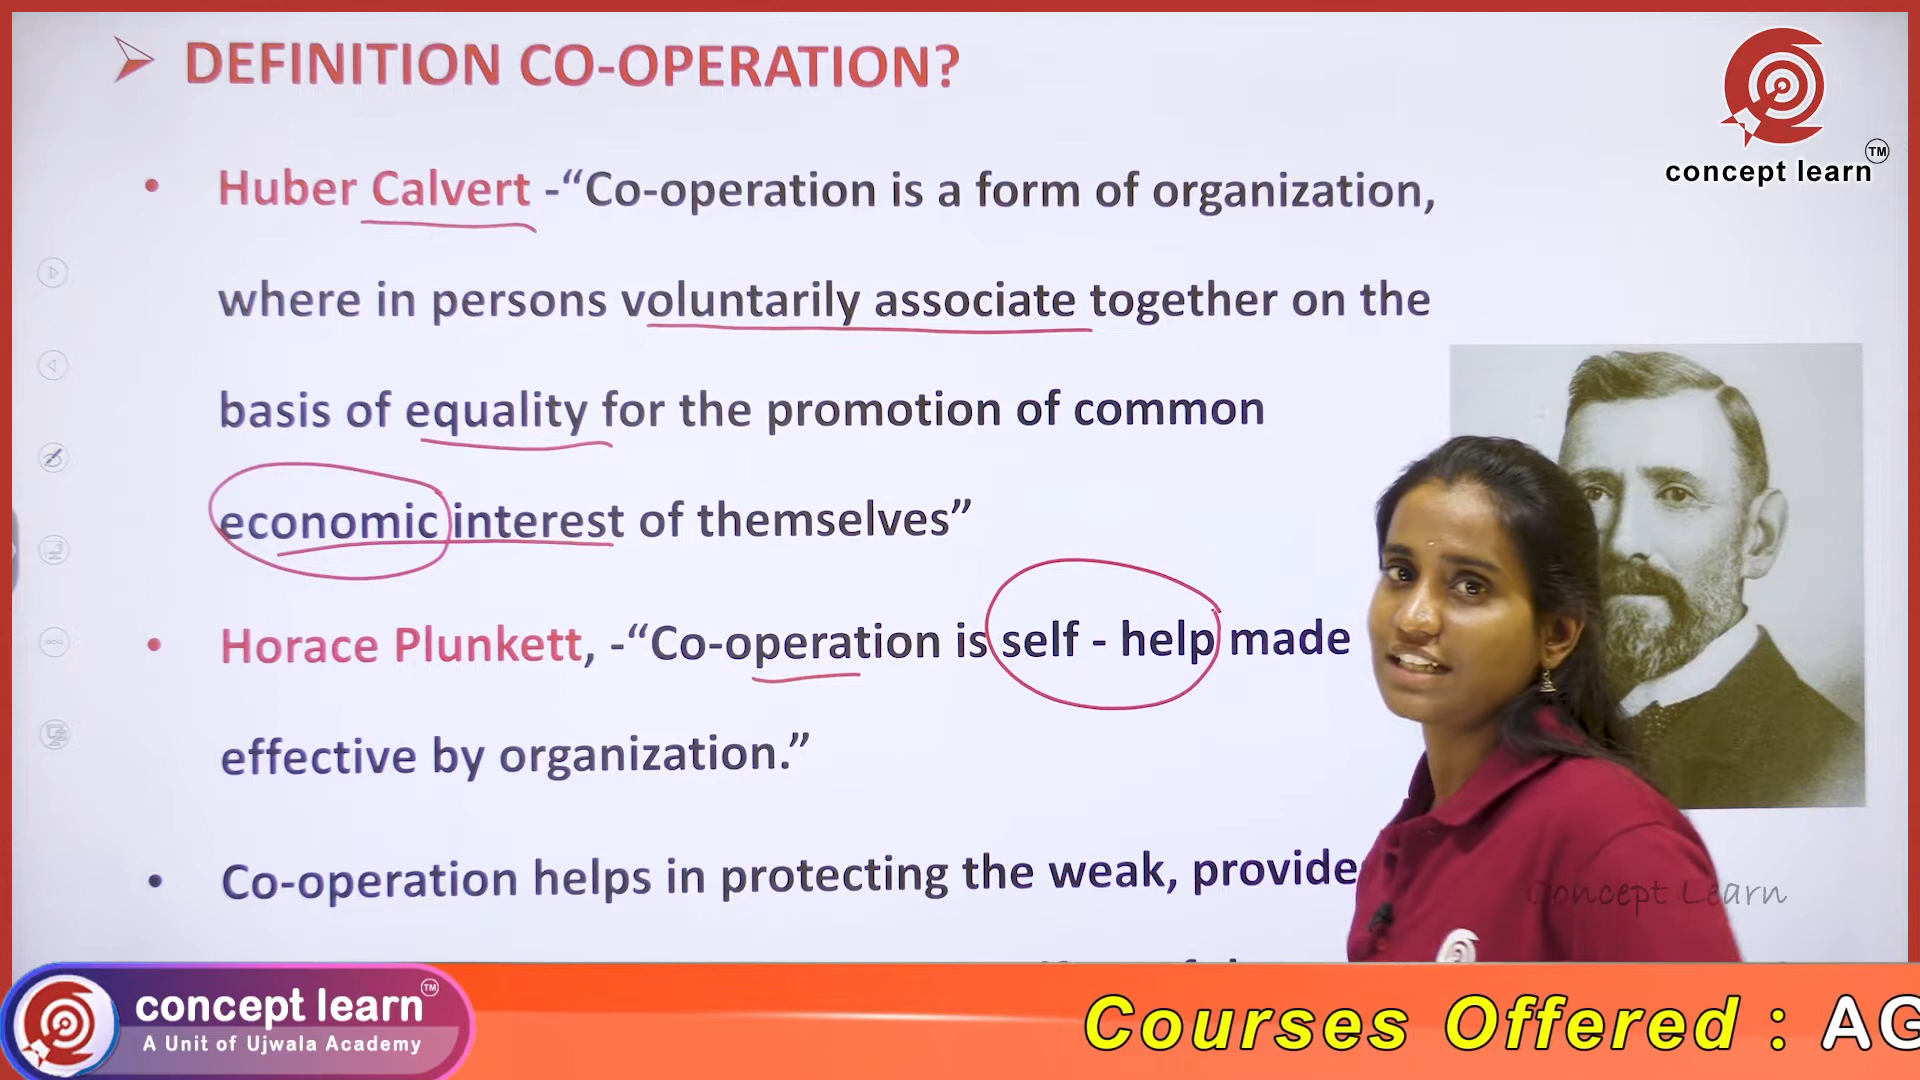 DEFINITION CO-OPERATION?
concept learn™
• Huber Calvert -“Co-operation is a form of organization,
where in persons voluntarily associate together on the
basis of equality for the promotion of common
economic interest of themselves”
• Horace Plunkett, -“Co-operation is self - help made
effective by organization.”
• Co-operation helps in protecting the weak, provide
Concept Learn
concept learn™
A Unit of Ujwala Academy
Courses Offered : AG